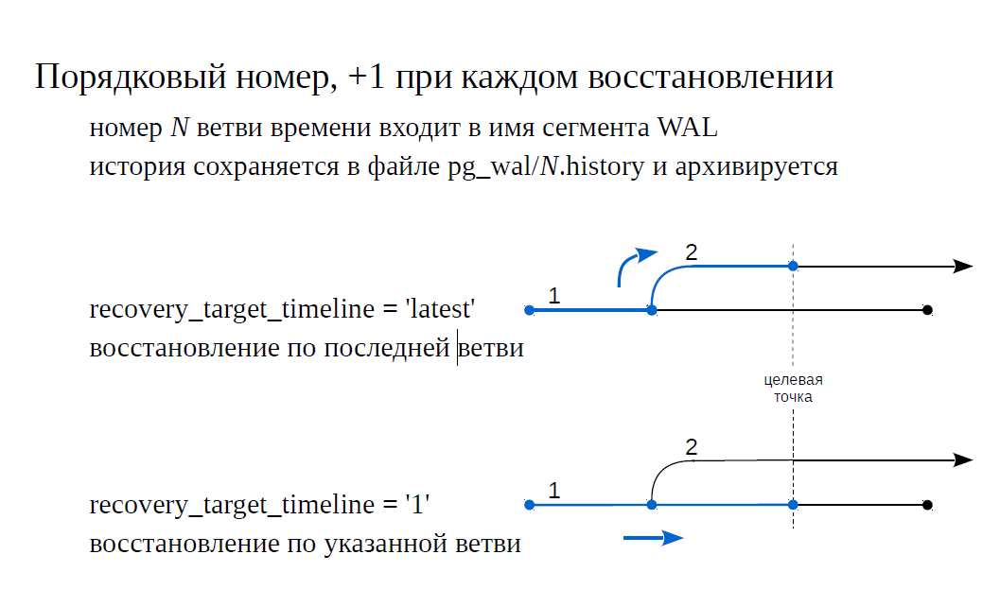 Порядковый номер, +1 при каждом восстановлении
номер N ветви времени входит в имя сегмента WAL
история сохраняется в файле pg_wal/N.history и архивируется
2
1
recovery_target_timeline = 'latest'
восстановление по последней ветви
целевая
точка
2
1
recovery_target_timeline = '1'
восстановление по указанной ветви